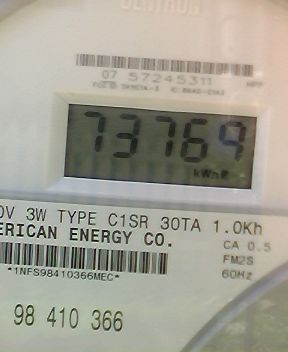 CENTRON
07 57245311
73769
kWh
0V 3W TYPE C1SR 30TA 1.0Kh
ERICAN ENERGY CO.
CA 0.5
FM2S
60Hz
*1NFS98410366MEC*
98 410 366